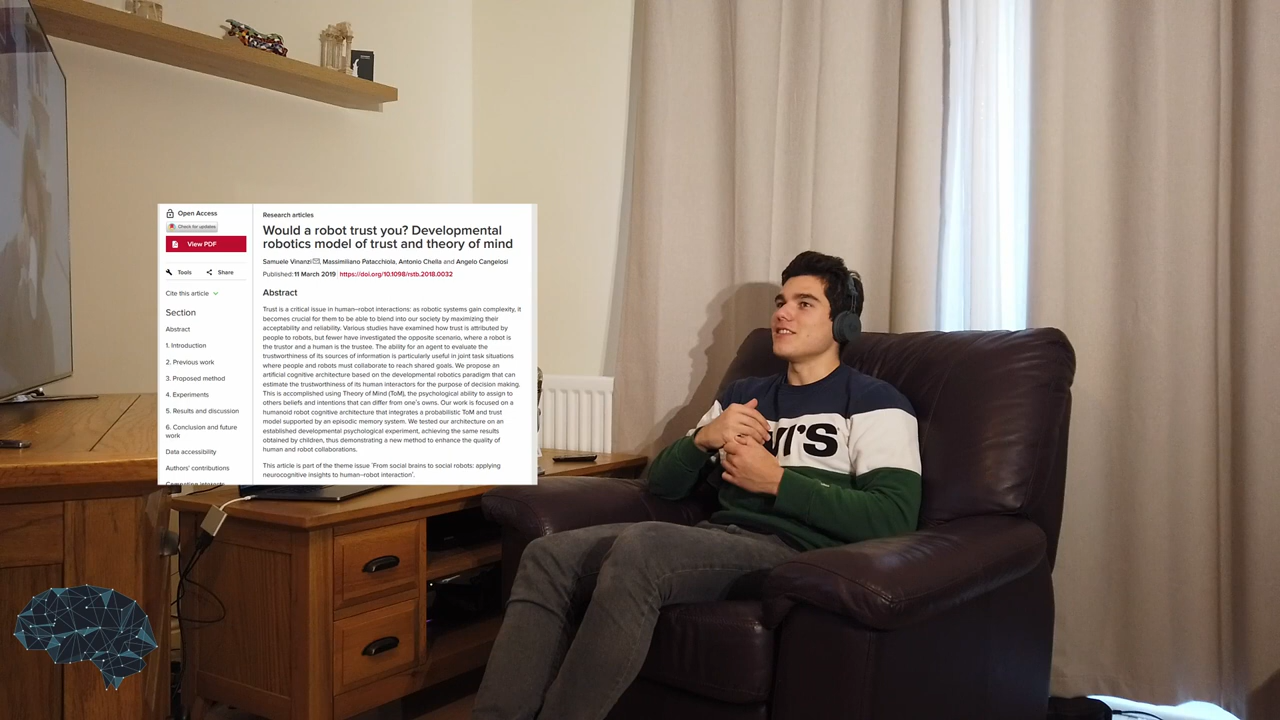 Open Access
Check for updates
View PDF
Tools
Share
Cite this article
Section
Abstract
1. Introduction
2. Previous work
3. Proposed method
4. Experiments
5. Results and discussion
6. Conclusion and future
work
Data accessibility
Authors' contributions
Competing interests
Research articles
Would a robot trust you? Developmental
robotics model of trust and theory of mind
Samuele Vinanzi, Massimiliano Patacchiola, Antonio Chella and Angelo Cangelosi
Published: 11 March 2019 https://doi.org/10.1098/rstb.2018.0032
Abstract
Trust is a critical issue in human–robot interactions: as robotic systems gain complexity, it
becomes crucial for them to be able to blend into our society by maximizing their
acceptability and reliability. Various studies have examined how trust is attributed by
people to robots, but fewer have investigated the opposite scenario, where a robot is
the trustor and a human is the trustee. The ability for an agent to evaluate the
trustworthiness of its sources of information is particularly useful in joint task situations
where people and robots must collaborate to reach shared goals. We propose an
artificial cognitive architecture based on the developmental robotics paradigm that can
estimate the trustworthiness of its human interactors for the purpose of decision making.
This is accomplished using Theory of Mind (ToM), the psychological ability to assign to
others beliefs and intentions that can differ from one's owns. Our work is focused on a
humanoid robot cognitive architecture that integrates a probabilistic ToM and trust
model supported by an episodic memory system. We tested our architecture on an
established developmental psychological experiment, achieving the same results
obtained by children, thus demonstrating a new method to enhance the quality of
human and robot collaborations.
This article is part of the theme issue 'From social brains to social robots: applying
neurocognitive insights to human–robot interaction'.